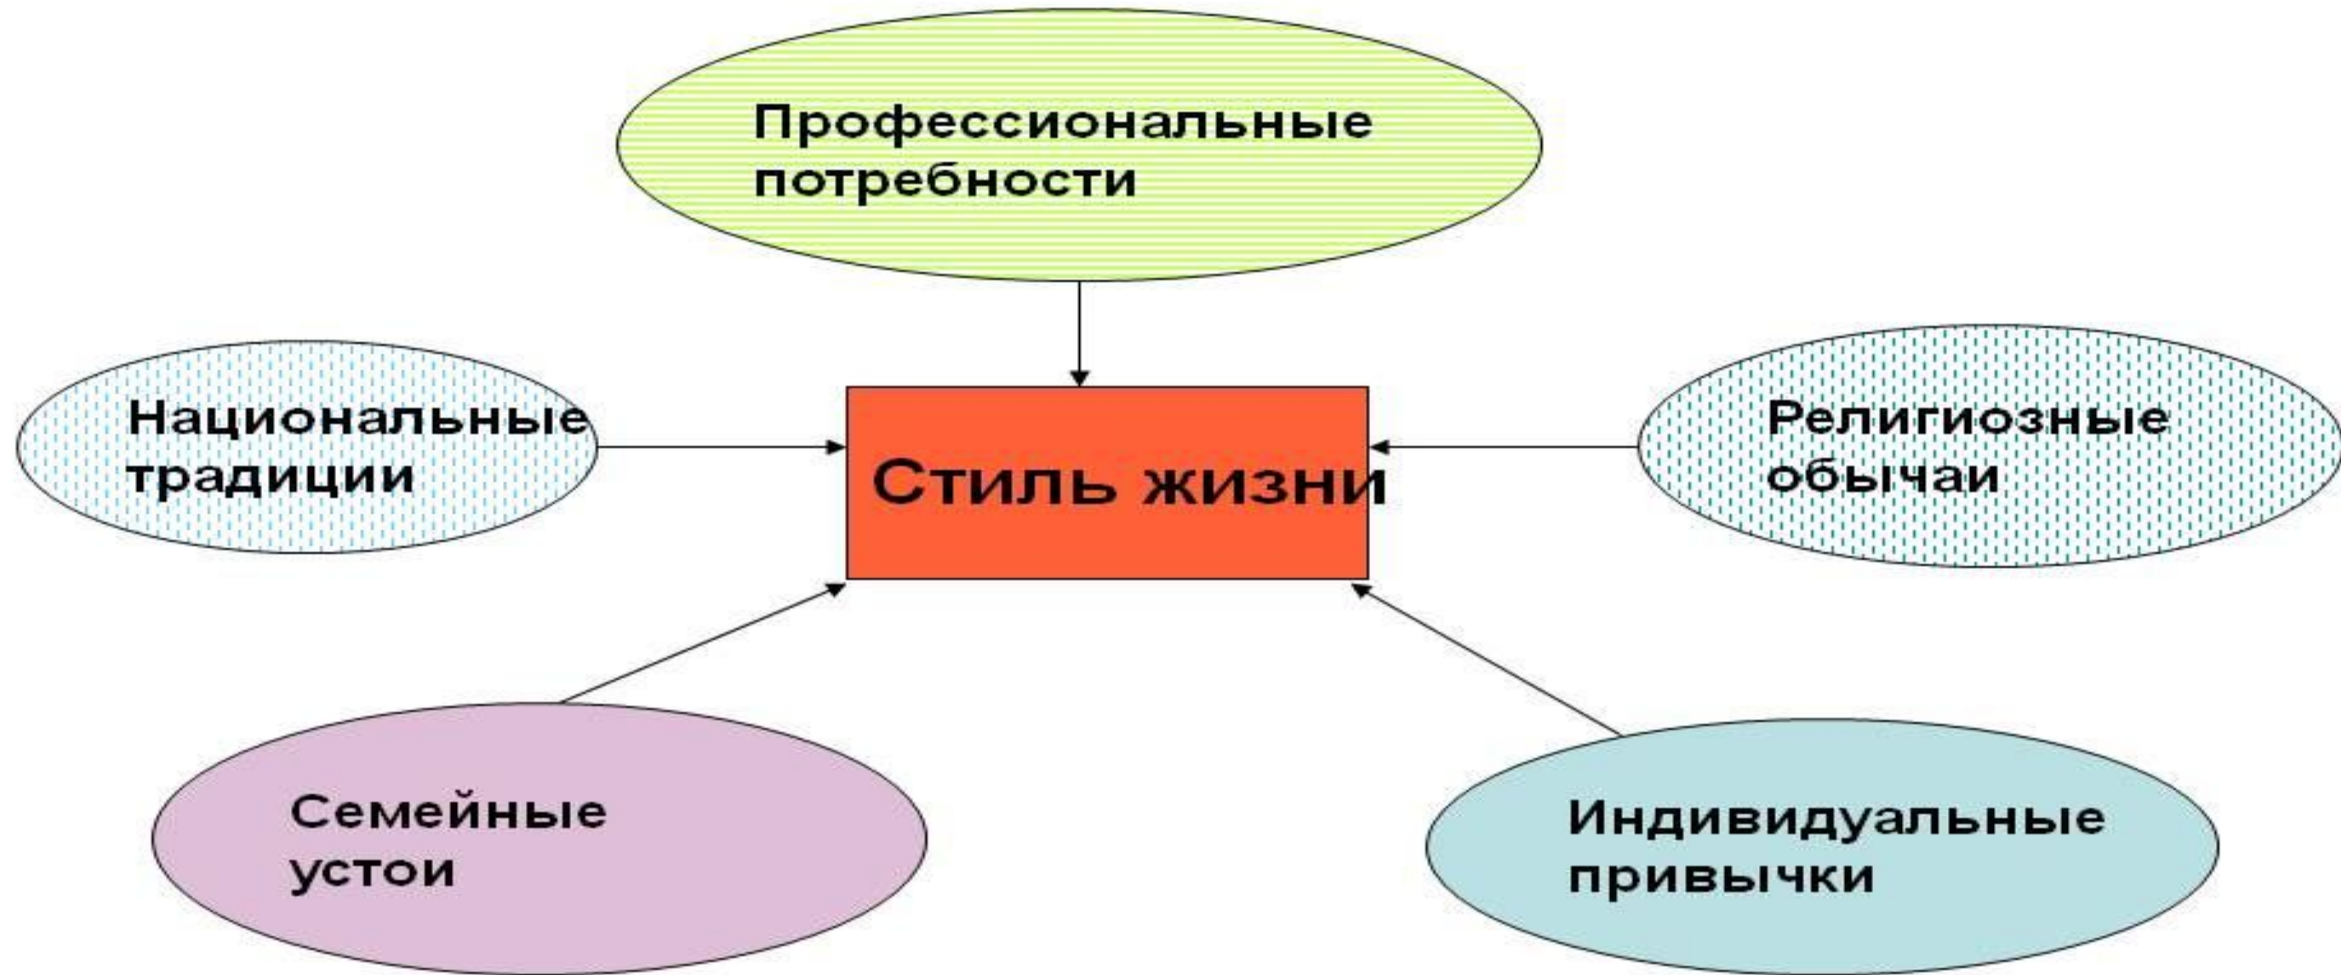 Профессиональные
потребности
Национальные
традиции
Стиль жизни
Религиозные
обычаи
Семейные
устои
Индивидуальные
привычки